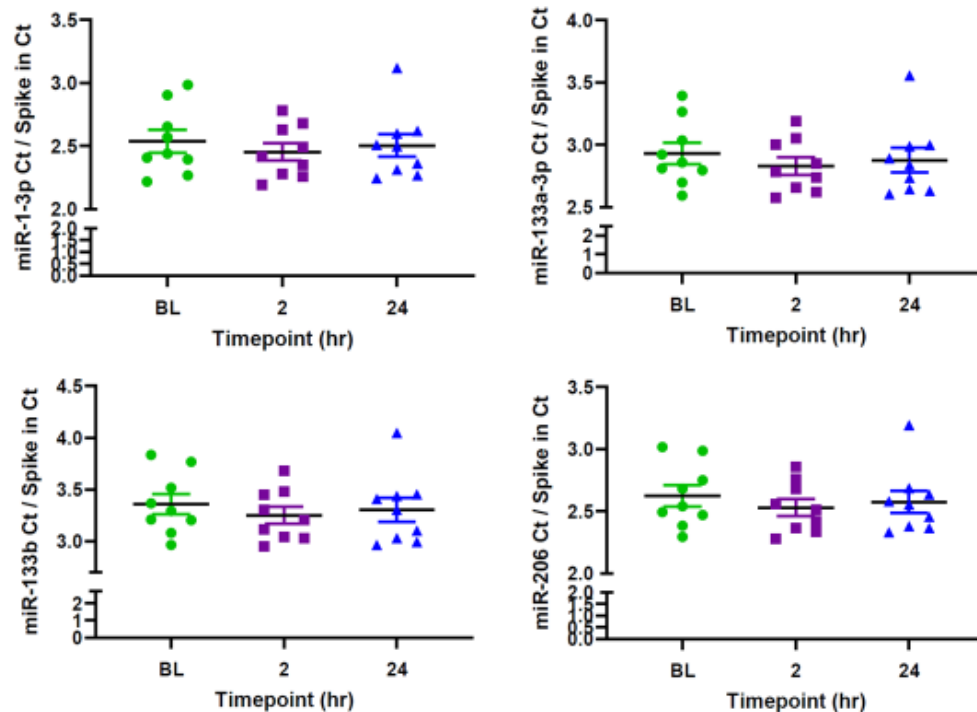 miR-1-3p Ct / Spike in Ct
3.5
3.0
2.5
2.0
2.0
1.5
1.0
0.5
0.0
BL 2 24
Timepoint (hr)
miR-133a-3p Ct / Spike in Ct
4.0
3.5
3.0
2.5
2
1
0
BL 2 24
Timepoint (hr)
miR-133b Ct / Spike in Ct
4.5
4.0
3.5
3.0
2
1
0
BL 2 24
Timepoint (hr)
miR-206 Ct / Spike in Ct
3.5
3.0
2.5
2.0
2.0
1.5
1.0
0.5
0.0
BL 2 24
Timepoint (hr)